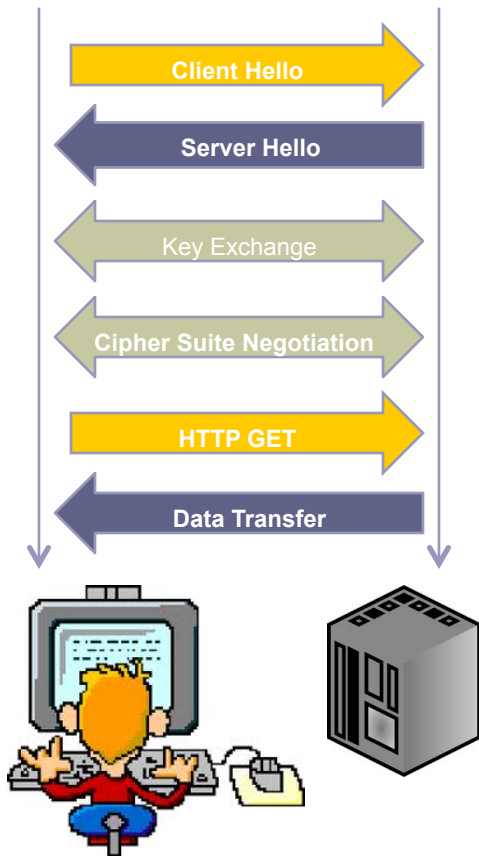 Client Hello
Server Hello
Key Exchange
Cipher Suite Negotiation
HTTP GET
Data Transfer